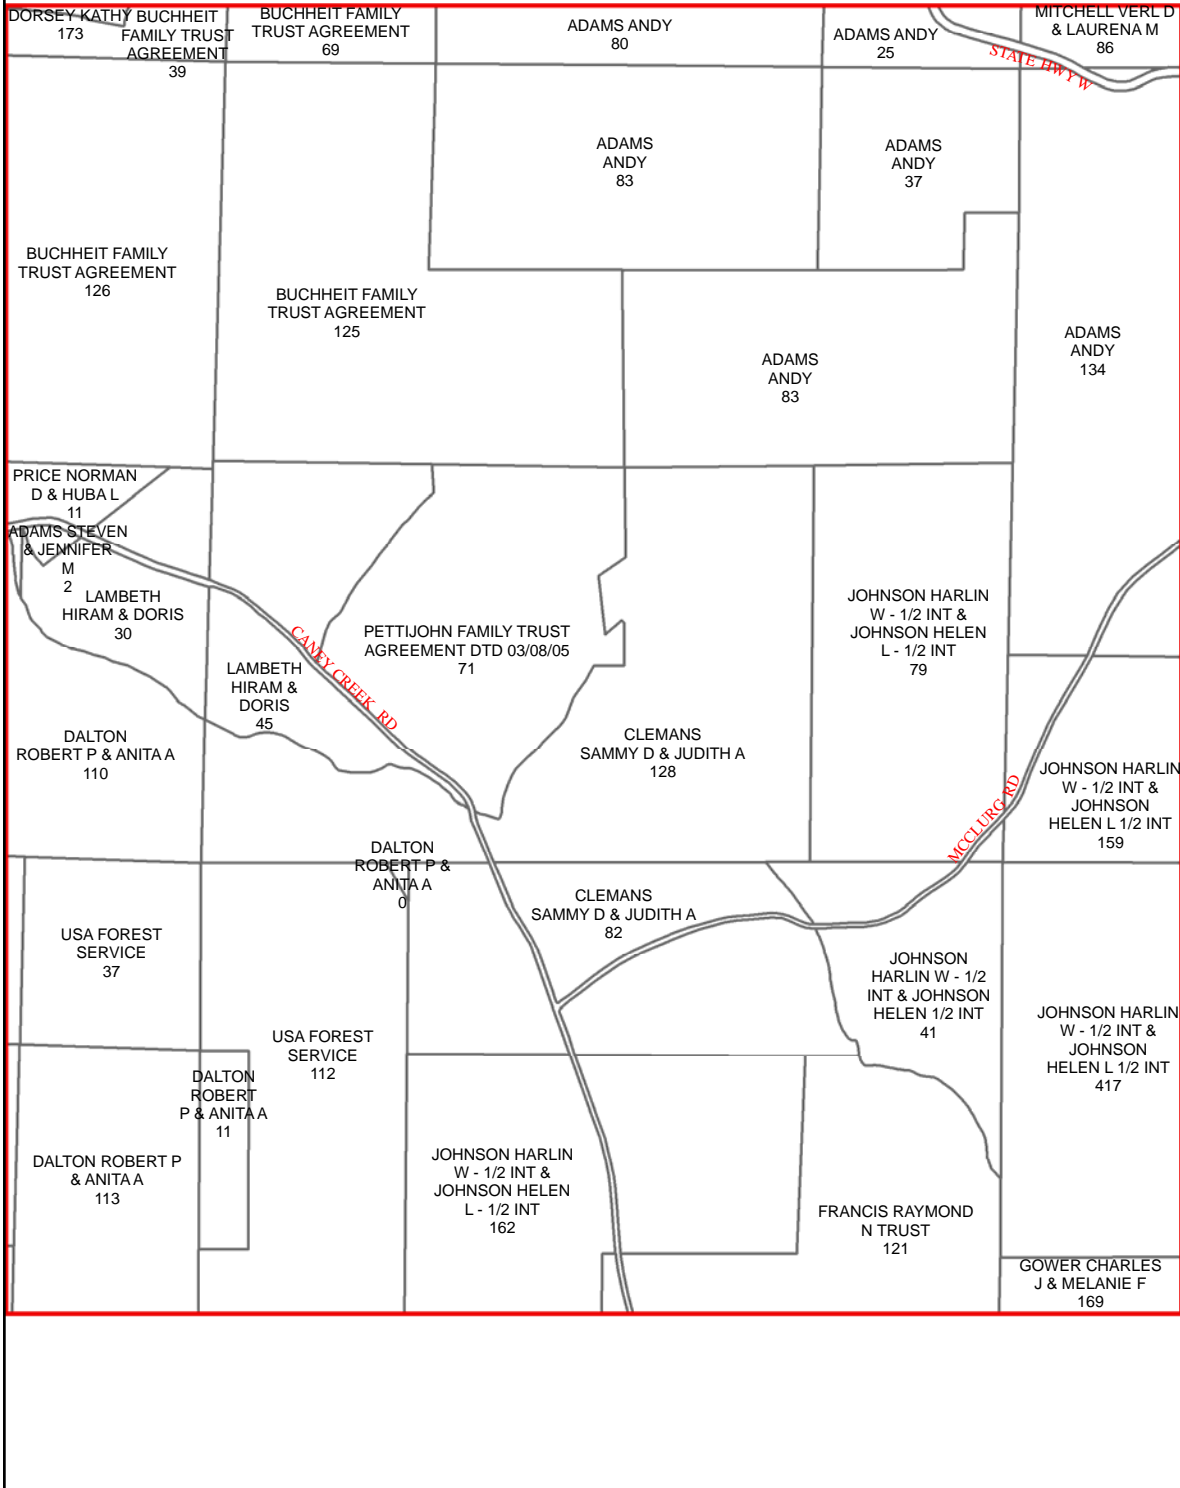 DORSEY KATHY
173
BUCHHEIT
FAMILY TRUST
AGREEMENT
39
BUCHHEIT FAMILY
TRUST AGREEMENT
69
ADAMS ANDY
80
ADAMS ANDY
25
MITCHELL VERL D
& LAURENA M
86
STATE HWY W
ADAMS
ANDY
83
ADAMS
ANDY
37
BUCHHEIT FAMILY
TRUST AGREEMENT
126
BUCHHEIT FAMILY
TRUST AGREEMENT
125
ADAMS
ANDY
83
ADAMS
ANDY
134
PRICE NORMAN
D & HUBA L
11
ADAMS STEVEN
& JENNIFER
M
2
LAMBETH
HIRAM & DORIS
30
LAMBETH
HIRAM &
DORIS
45
CANEY CREEK RD
PETTIJOHN FAMILY TRUST
AGREEMENT DTD 03/08/05
71
JOHNSON HARLIN
W - 1/2 INT &
JOHNSON HELEN
L - 1/2 INT
79
DALTON
ROBERT P & ANITA A
110
CLEMANS
SAMMY D & JUDITH A
128
MCCLURG RD
JOHNSON HARLIN
W - 1/2 INT &
JOHNSON
HELEN L 1/2 INT
159
DALTON
ROBERT P &
ANITA A
0
CLEMANS
SAMMY D & JUDITH A
82
USA FOREST
SERVICE
37
JOHNSON
HARLIN W - 1/2
INT & JOHNSON
HELEN 1/2 INT
41
JOHNSON HARLIN
W - 1/2 INT &
JOHNSON
HELEN L 1/2 INT
417
USA FOREST
SERVICE
112
DALTON
ROBERT
P & ANITA A
11
DALTON ROBERT P
& ANITA A
113
JOHNSON HARLIN
W - 1/2 INT &
JOHNSON HELEN
L - 1/2 INT
162
FRANCIS RAYMOND
N TRUST
121
GOWER CHARLES
J & MELANIE F
169